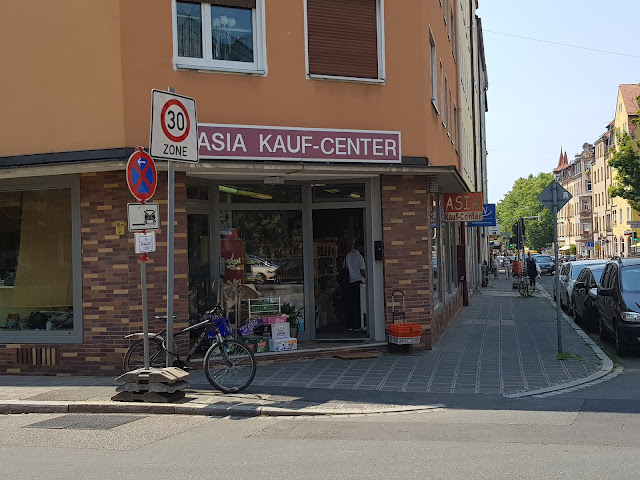 30
ZONE
ASIA KAUF-CENTER
ASIA
Kauf-Center